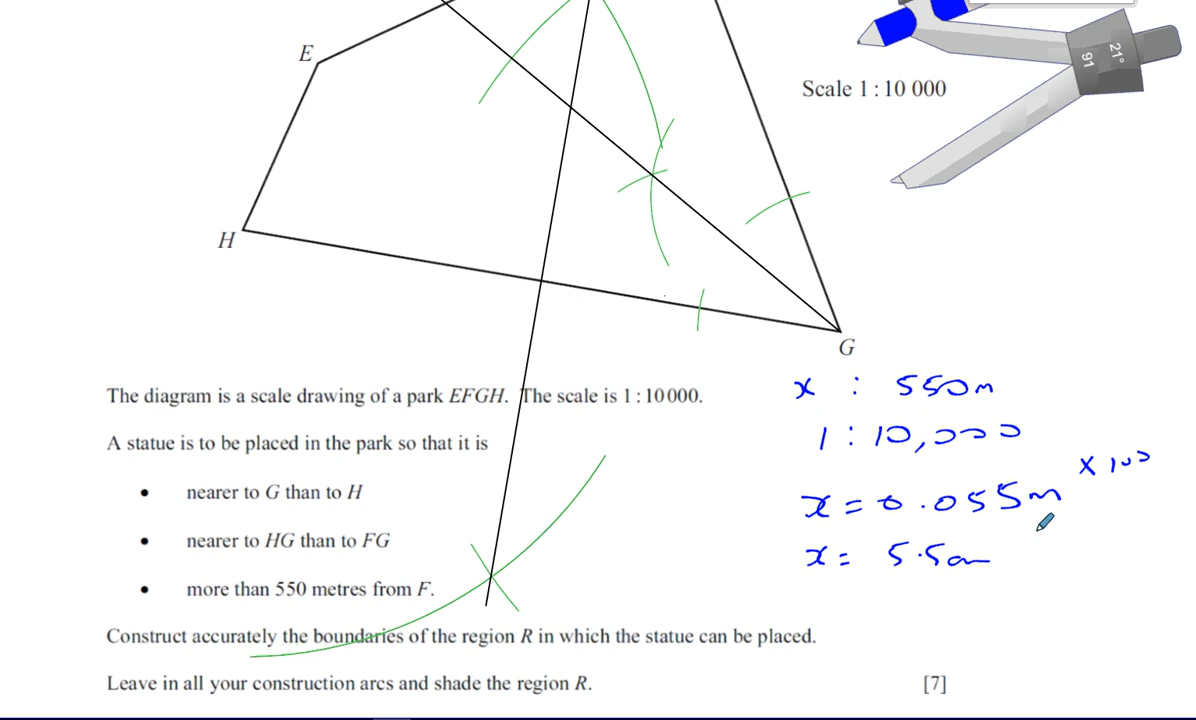 E
21°
91
Scale 1 : 10 000
H
G
The diagram is a scale drawing of a park EFGH. The scale is 1 : 10 000.
x : 550m
1 : 10,000
A statue is to be placed in the park so that it is
x 100
• nearer to G than to H
x = 0.055m
• nearer to HG than to FG
x = 5.5cm
• more than 550 metres from F.
Construct accurately the boundaries of the region R in which the statue can be placed.
Leave in all your construction arcs and shade the region R. [7]